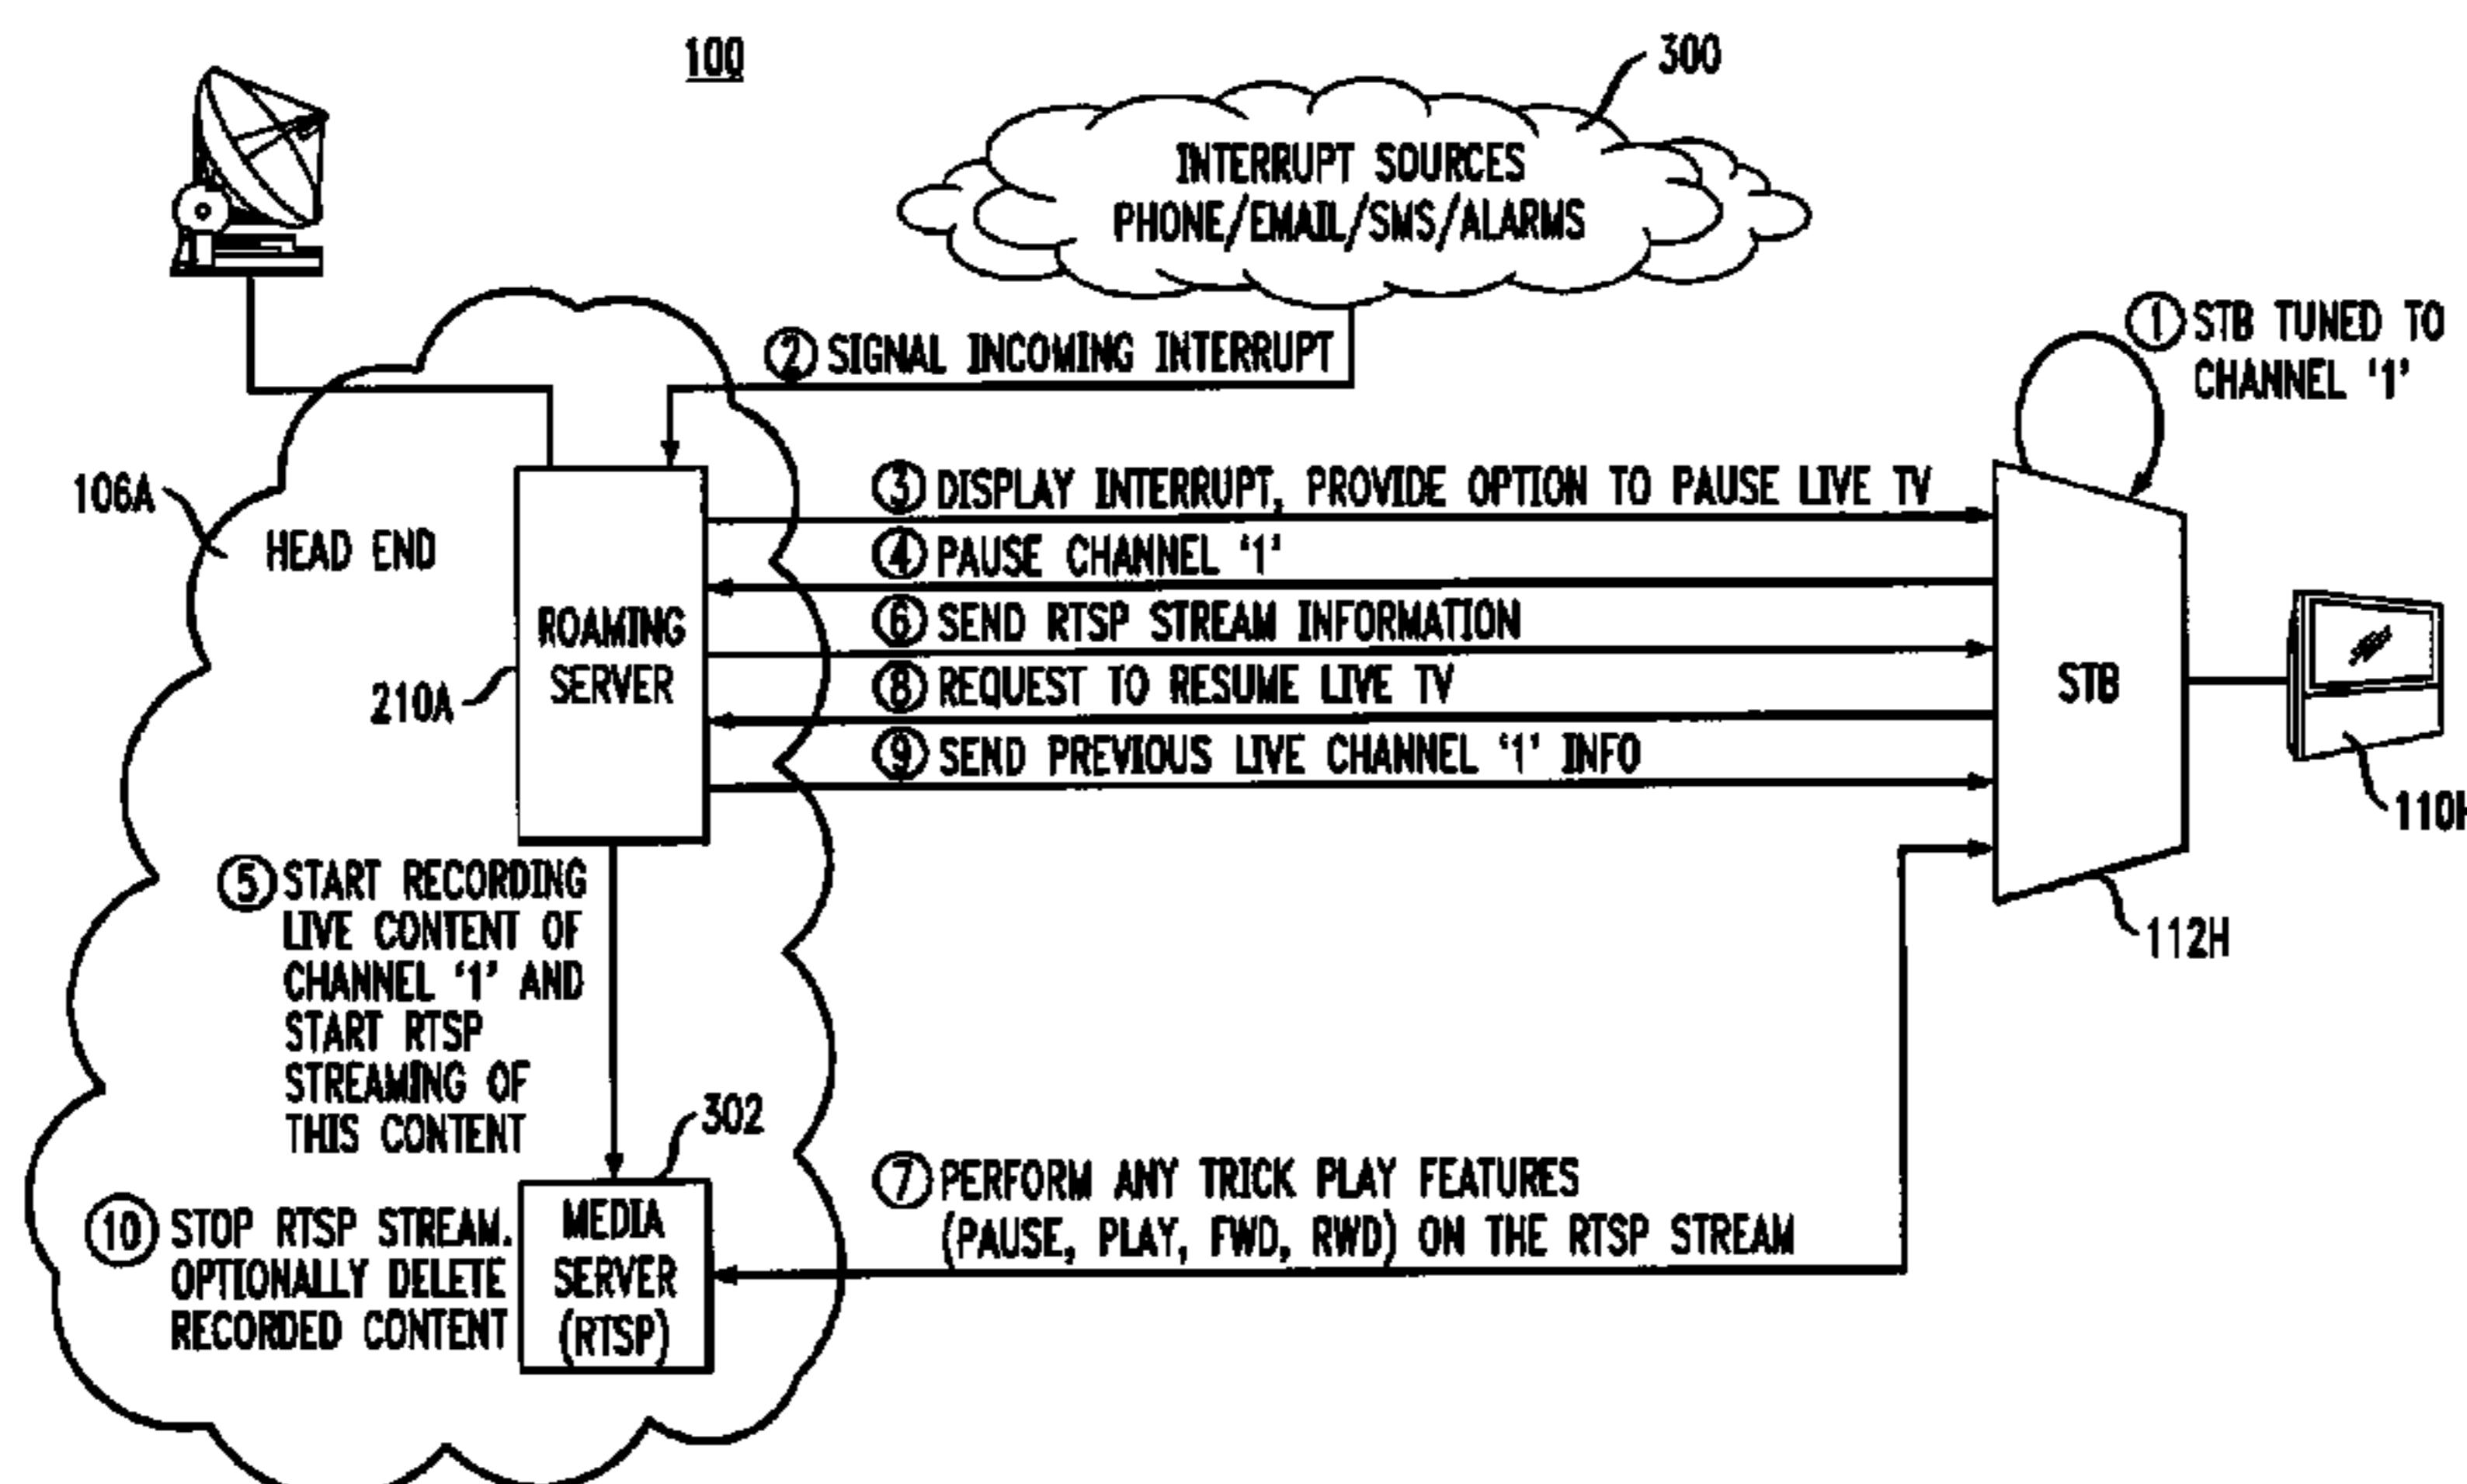 100
300
INTERRUPT SOURCES
PHONE/EMAIL/SMS/ALARMS
① STB TUNED TO
CHANNEL '1'
② SIGNAL INCOMING INTERRUPT
106A
HEAD END
③ DISPLAY INTERRUPT, PROVIDE OPTION TO PAUSE LIVE TV
④ PAUSE CHANNEL '1'
⑥ SEND RTSP STREAM INFORMATION
⑧ REQUEST TO RESUME LIVE TV
⑨ SEND PREVIOUS LIVE CHANNEL '1' INFO
ROAMING
SERVER
210A
STB
110H
112H
⑤ START RECORDING
LIVE CONTENT OF
CHANNEL '1' AND
START RTSP
STREAMING OF
THIS CONTENT
302
⑦ PERFORM ANY TRICK PLAY FEATURES
(PAUSE, PLAY, FWD, RWD) ON THE RTSP STREAM
⑩ STOP RTSP STREAM.
OPTIONALLY DELETE
RECORDED CONTENT
MEDIA
SERVER
(RTSP)